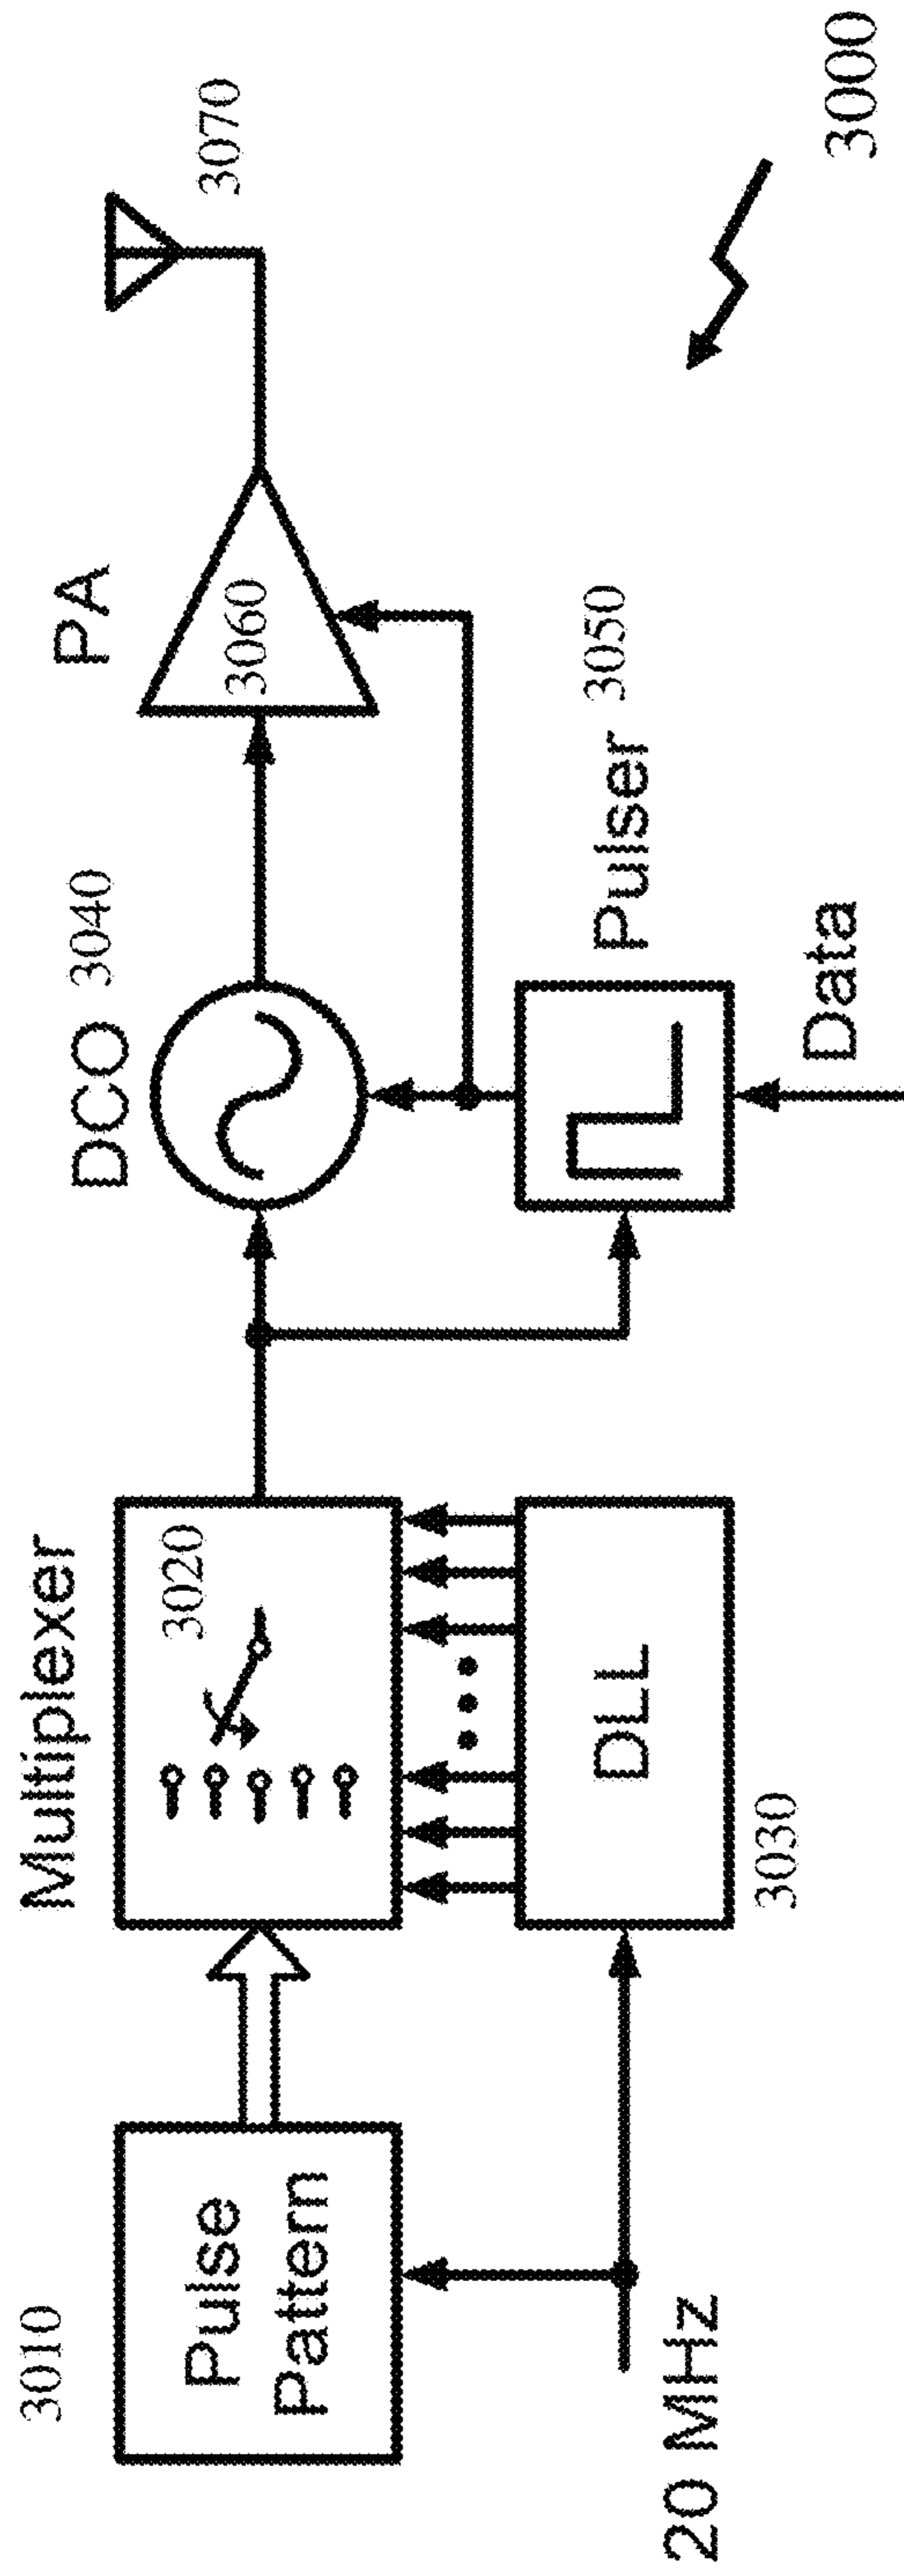 3010
Pulse
Pattern
20 MHz
Multiplexer
3020
DLL
3030
DCO 3040
Pulser 3050
Data
PA
3060
3070
3000